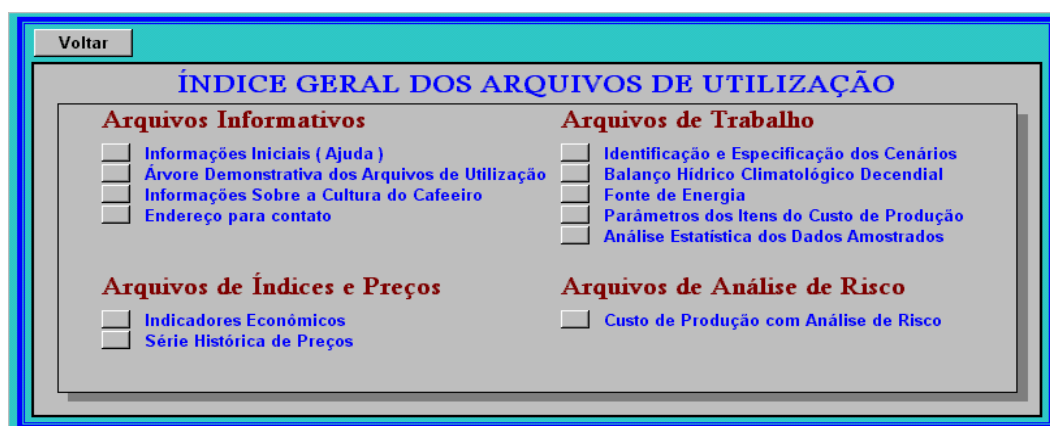 Voltar
ÍNDICE GERAL DOS ARQUIVOS DE UTILIZAÇÃO
Arquivos Informativos
Informações Iniciais ( Ajuda )
Árvore Demonstrativa dos Arquivos de Utilização
Informações Sobre a Cultura do Cafeeiro
Endereço para contato
Arquivos de Trabalho
Identificação e Especificação dos Cenários
Balanço Hídrico Climatológico Decendial
Fonte de Energia
Parâmetros dos Itens do Custo de Produção
Análise Estatística dos Dados Amostrados
Arquivos de Índices e Preços
Indicadores Econômicos
Série Histórica de Preços
Arquivos de Análise de Risco
Custo de Produção com Análise de Risco